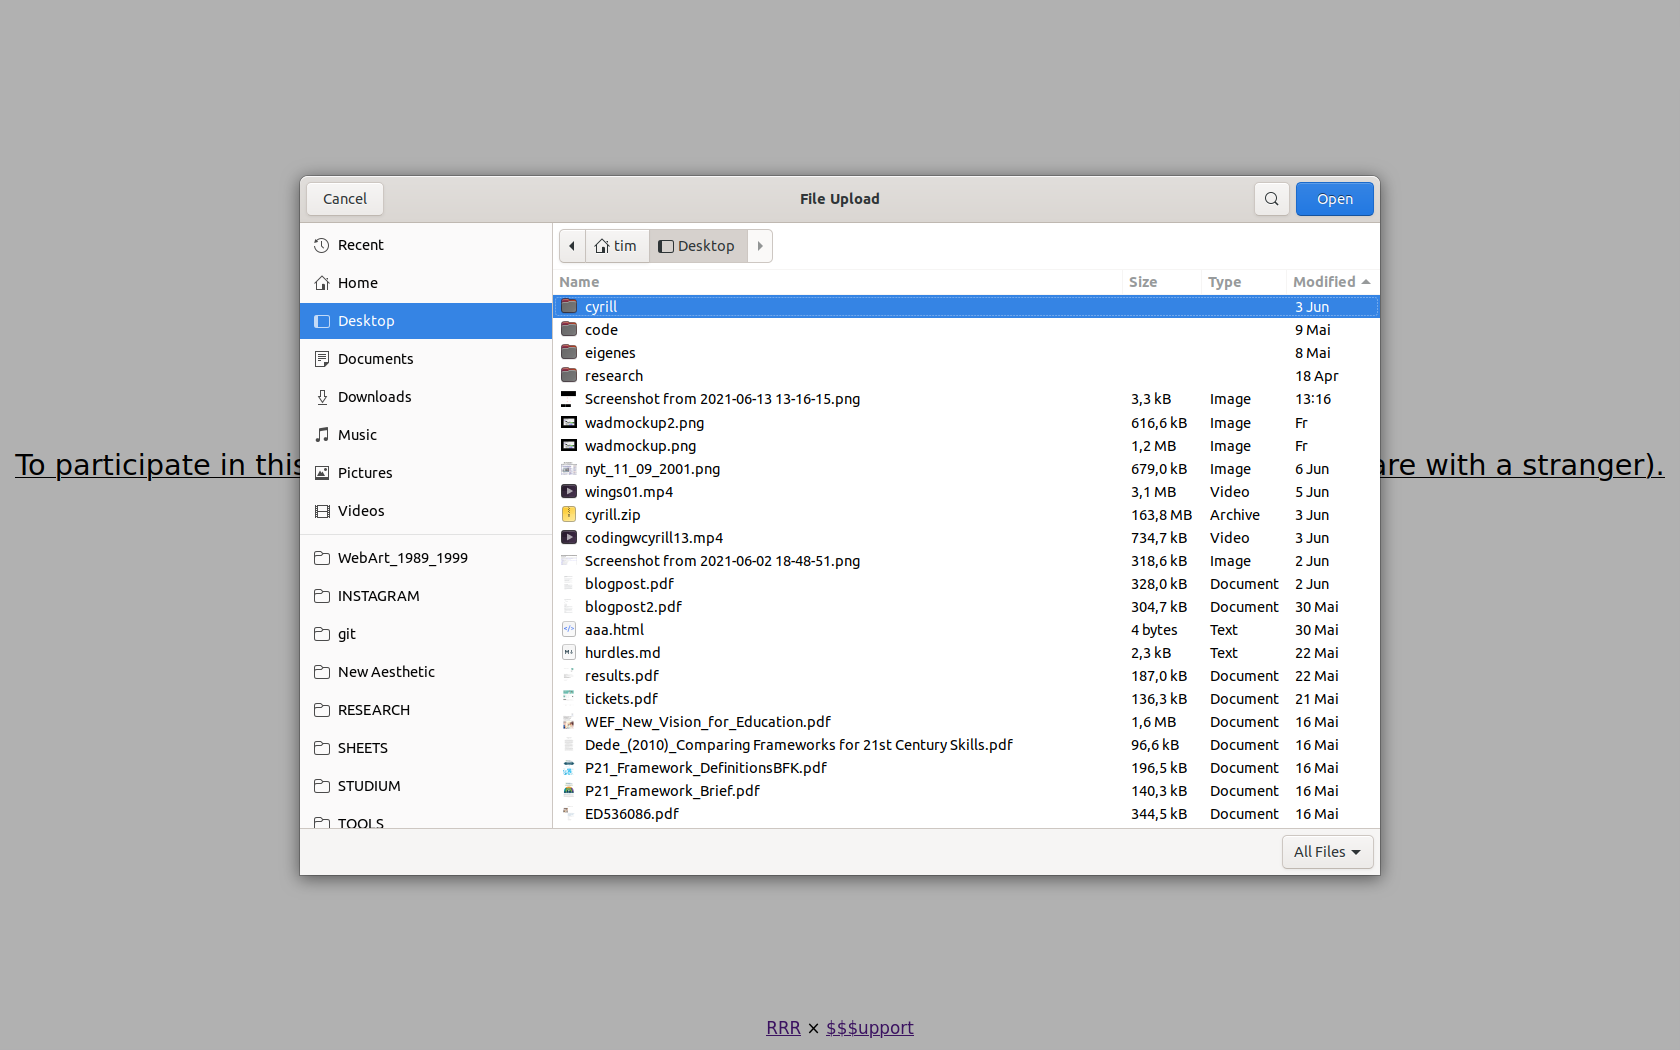 Cancel File Upload Open
Recent
Home
Desktop
Documents
Downloads
Music
Pictures
Videos
WebArt_1989_1999
INSTAGRAM
git
New Aesthetic
RESEARCH
SHEETS
STUDIUM
TOOLS
tim Desktop
Name Size Type Modified
cyrill 3 Jun
code 9 Mai
eigenes 8 Mai
research 18 Apr
Screenshot from 2021-06-13 13-16-15.png 3,3 kB Image 13:16
wadmockup2.png 616,6 kB Image Fr
wadmockup.png 1,2 MB Image Fr
nyt_11_09_2001.png 679,0 kB Image 6 Jun
wings01.mp4 3,1 MB Video 5 Jun
cyrill.zip 163,8 MB Archive 3 Jun
codingwcyrill13.mp4 734,7 kB Video 3 Jun
Screenshot from 2021-06-02 18-48-51.png 318,6 kB Image 2 Jun
blogpost.pdf 328,0 kB Document 2 Jun
blogpost2.pdf 304,7 kB Document 30 Mai
aaa.html 4 bytes Text 30 Mai
hurdles.md 2,3 kB Text 22 Mai
results.pdf 187,0 kB Document 22 Mai
tickets.pdf 136,3 kB Document 21 Mai
WEF_New_Vision_for_Education.pdf 1,6 MB Document 16 Mai
Dede_(2010)_Comparing Frameworks for 21st Century Skills.pdf 96,6 kB Document 16 Mai
P21_Framework_DefinitionsBFK.pdf 196,5 kB Document 16 Mai
P21_Framework_Brief.pdf 140,3 kB Document 16 Mai
ED536086.pdf 344,5 kB Document 16 Mai
All Files
To participate in this are with a stranger).
RRR × $$$upport